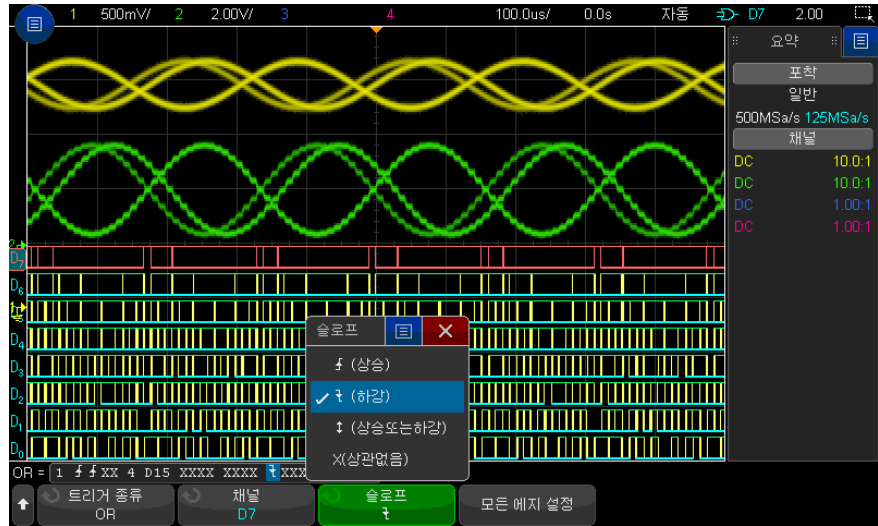 1 500mV/ 2 2.00V/ 3 4 100.0us/ 0.0s 자동 D7 2.00
요약
포착
일반
500MSa/s 125MSa/s
채널
DC 10.0:1
DC 10.0:1
DC 1.00:1
DC 1.00:1
2
D7
D6
D4
D3
D2
D1
D0
슬로프
(상승)
(하강)
(상승또는하강)
X(상관없음)
OR = 1 XX 4 D15 XXXX XXXX XXX
트리거 종류
OR
채널
D7
슬로프
모든 에지 설정